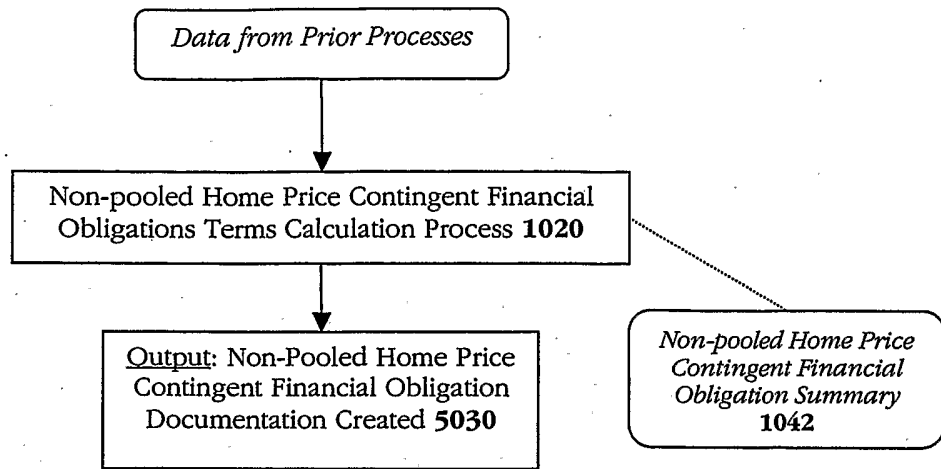 Data from Prior Processes
Non-pooled Home Price Contingent Financial
Obligations Terms Calculation Process 1020
Output: Non-Pooled Home Price
Contingent Financial Obligation
Documentation Created 5030
Non-pooled Home Price
Contingent Financial
Obligation Summary
1042